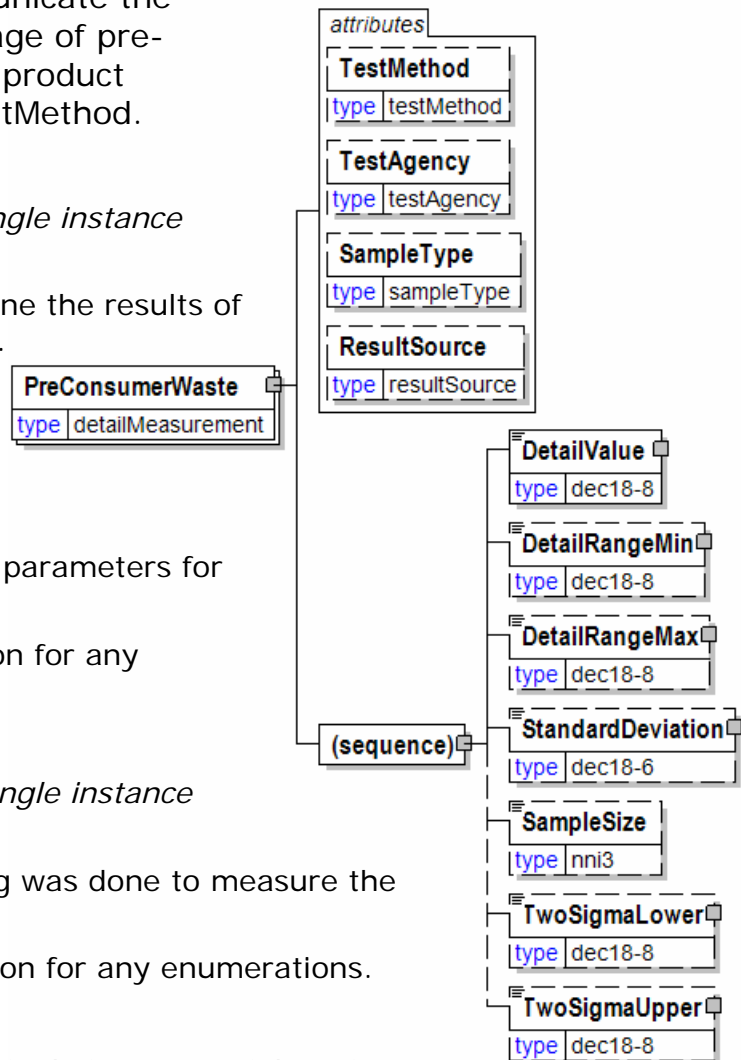 unicate the
age of pre-
product
tMethod.
ngle instance
ne the results of
.
parameters for
on for any
ngle instance
g was done to measure the
on for any enumerations.
attributes
TestMethod
type testMethod
TestAgency
type testAgency
SampleType
type sampleType
ResultSource
type resultSource
PreConsumerWaste
type detailMeasurement
(sequence)
DetailValue
type dec18-8
DetailRangeMin
type dec18-8
DetailRangeMax
type dec18-8
StandardDeviation
type dec18-6
SampleSize
type nni3
TwoSigmaLower
type dec18-8
TwoSigmaUpper
type dec18-8